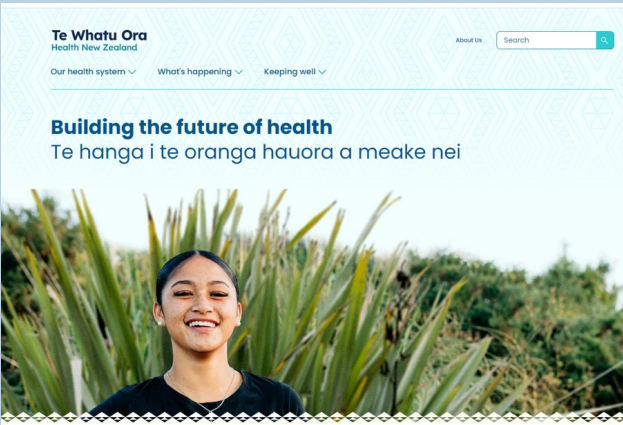 Te Whatu Ora
Health New Zealand
About Us
Search
Our health system
What's happening
Keeping well
Building the future of health
Te hanga i te oranga hauora a meake nei